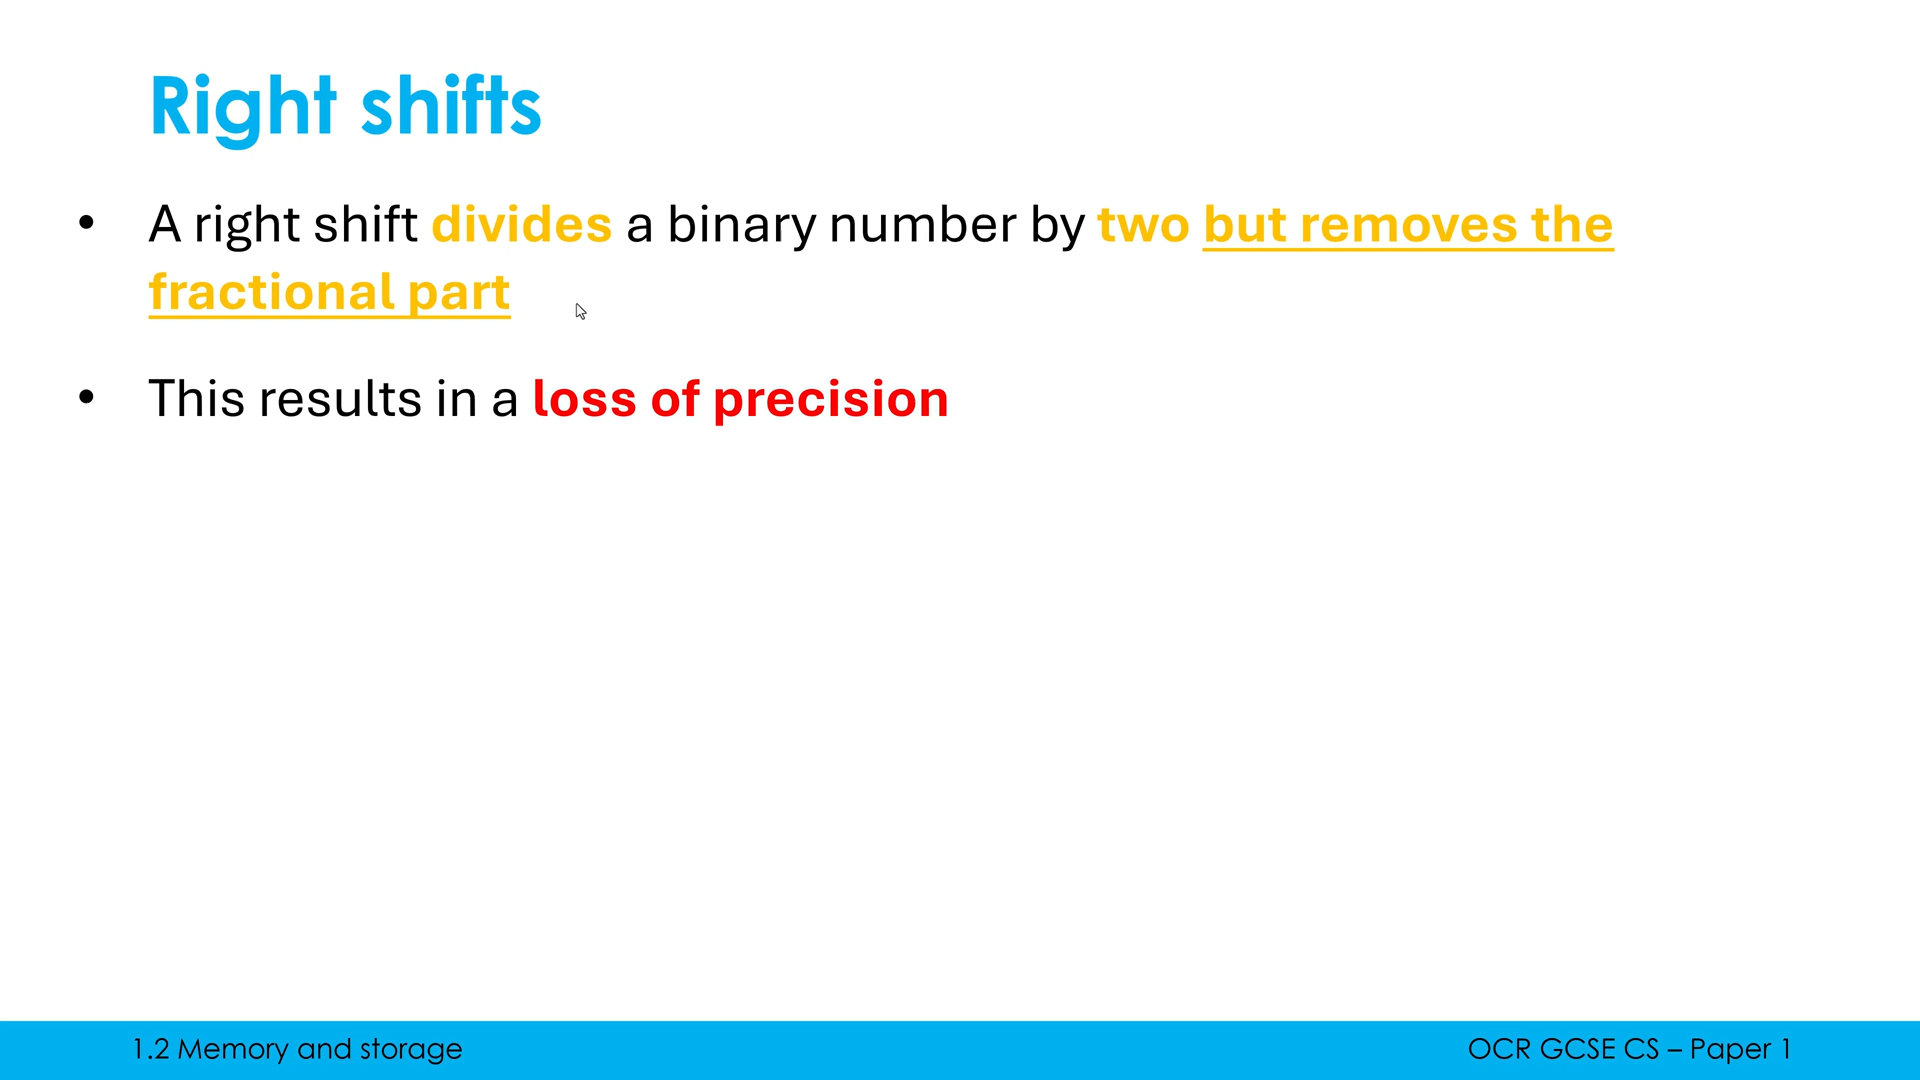 Right shifts
• A right shift divides a binary number by two but removes the
fractional part
• This results in a loss of precision
1.2 Memory and storage
OCR GCSE CS – Paper 1